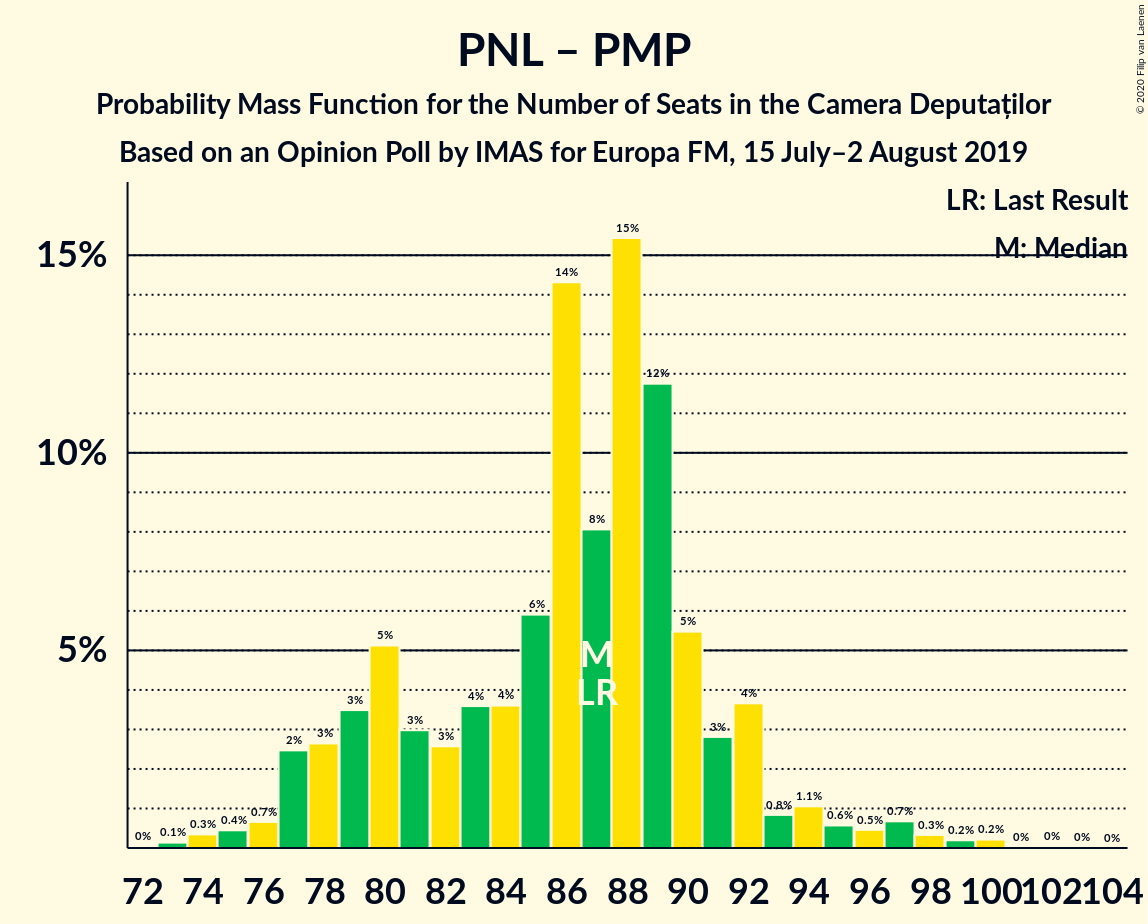 PNL – PMP
Probability Mass Function for the Number of Seats in the Camera Deputaților
Based on an Opinion Poll by IMAS for Europa FM, 15 July–2 August 2019
© 2020 Filip van Laenen
LR: Last Result
M: Median
15%
10%
5%
0% 0.1% 0.3% 0.4% 0.7% 2% 3% 3% 5% 3% 3% 4% 4% 6% 14% 8% 15% 12% 5% 3% 4% 0.8% 1.1% 0.6% 0.5% 0.7% 0.3% 0.2% 0.2% 0% 0% 0% 0%
M
LR
72 74 76 78 80 82 84 86 88 90 92 94 96 98 100 102 104